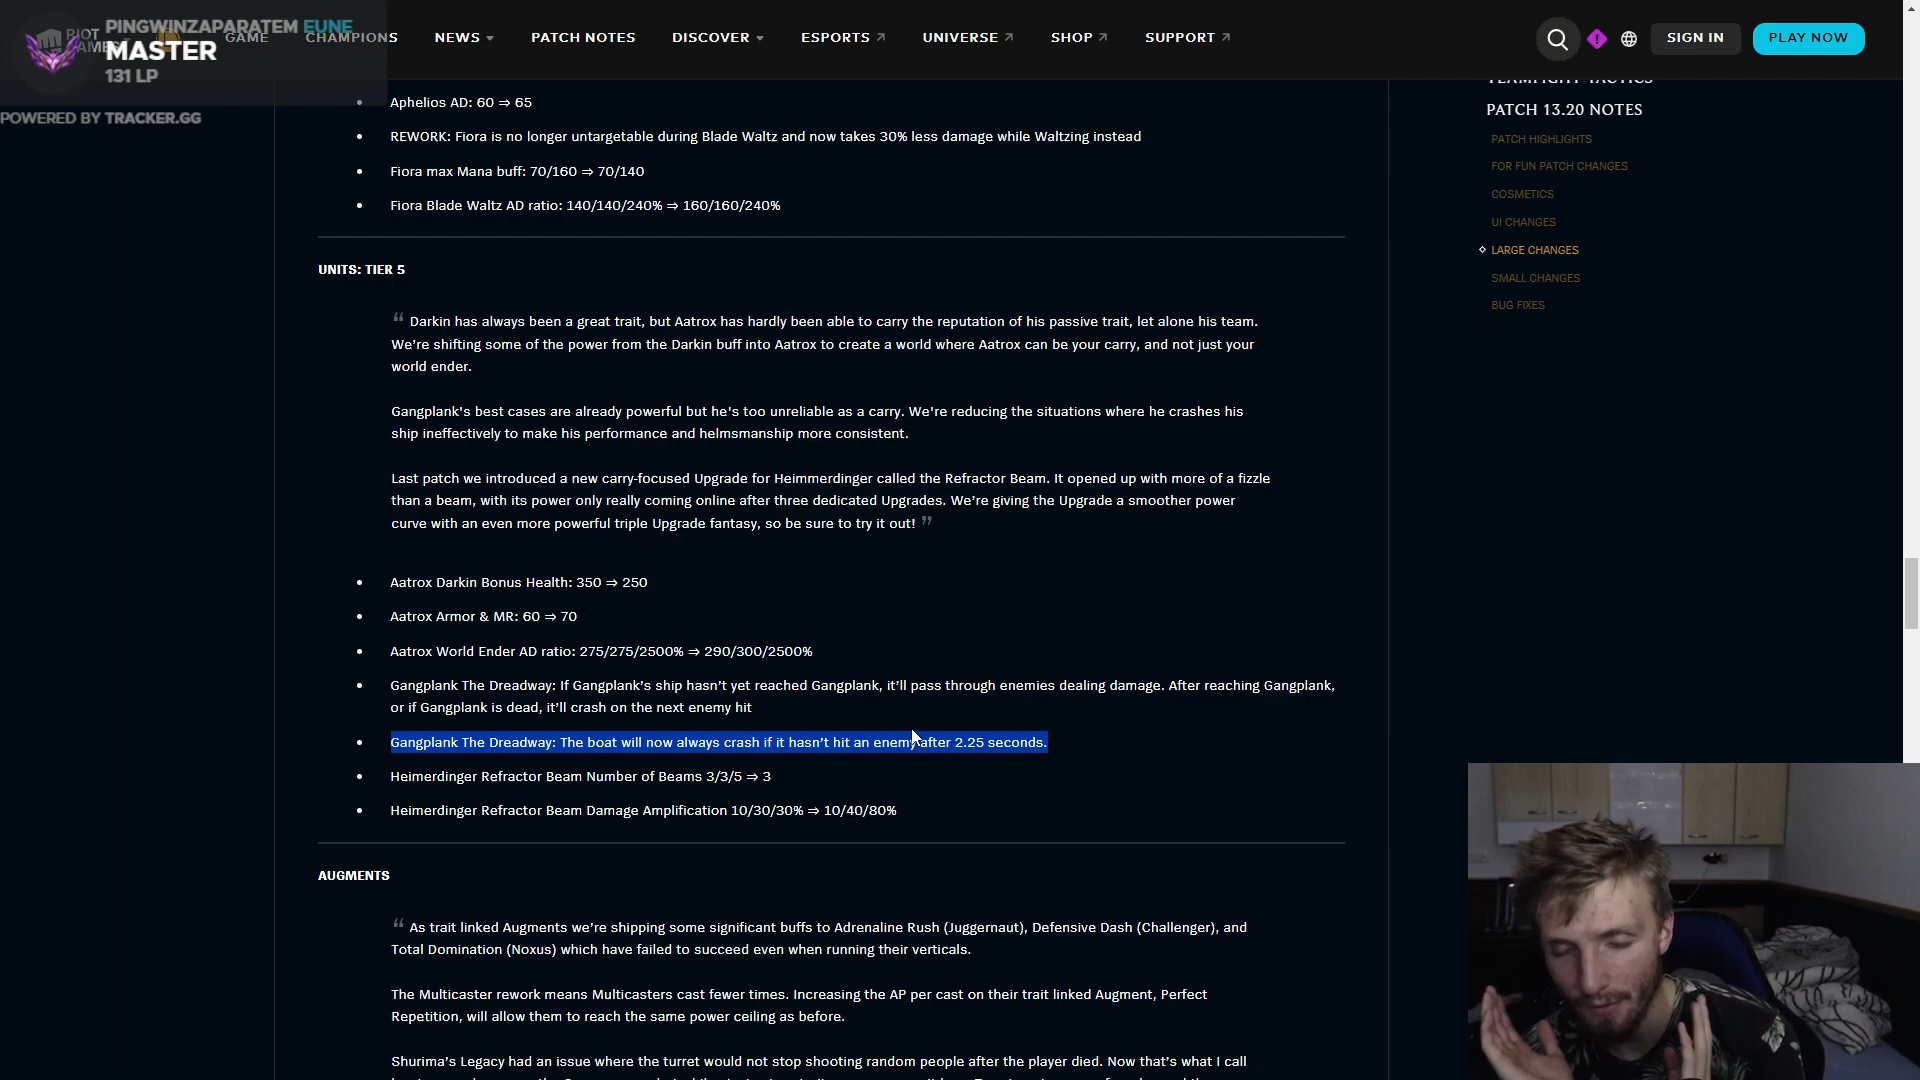 PINGWINZAPARATEM EUNE
MASTER
131 LP
POWERED BY TRACKER.GG
RIOT
GAME
CHAMPIONS
NEWS
PATCH NOTES
DISCOVER
ESPORTS
UNIVERSE
SHOP
SUPPORT
SIGN IN
PLAY NOW
Aphelios AD: 60 ⇒ 65
REWORK: Fiora is no longer untargetable during Blade Waltz and now takes 30% less damage while Waltzing instead
Fiora max Mana buff: 70/160 ⇒ 70/140
Fiora Blade Waltz AD ratio: 140/140/240% ⇒ 160/160/240%
UNITS: TIER 5
“ Darkin has always been a great trait, but Aatrox has hardly been able to carry the reputation of his passive trait, let alone his team.
We’re shifting some of the power from the Darkin buff into Aatrox to create a world where Aatrox can be your carry, and not just your
world ender.
Gangplank's best cases are already powerful but he's too unreliable as a carry. We're reducing the situations where he crashes his
ship ineffectively to make his performance and helmsmanship more consistent.
Last patch we introduced a new carry-focused Upgrade for Heimmerdinger called the Refractor Beam. It opened up with more of a fizzle
than a beam, with its power only really coming online after three dedicated Upgrades. We’re giving the Upgrade a smoother power
curve with an even more powerful triple Upgrade fantasy, so be sure to try it out! ”
Aatrox Darkin Bonus Health: 350 ⇒ 250
Aatrox Armor & MR: 60 ⇒ 70
Aatrox World Ender AD ratio: 275/275/2500% ⇒ 290/300/2500%
Gangplank The Dreadway: If Gangplank’s ship hasn’t yet reached Gangplank, it’ll pass through enemies dealing damage. After reaching Gangplank,
or if Gangplank is dead, it’ll crash on the next enemy hit
Gangplank The Dreadway: The boat will now always crash if it hasn’t hit an enemy after 2.25 seconds.
Heimerdinger Refractor Beam Number of Beams 3/3/5 ⇒ 3
Heimerdinger Refractor Beam Damage Amplification 10/30/30% ⇒ 10/40/80%
AUGMENTS
“ As trait linked Augments we’re shipping some significant buffs to Adrenaline Rush (Juggernaut), Defensive Dash (Challenger), and
Total Domination (Noxus) which have failed to succeed even when running their verticals.
The Multicaster rework means Multicasters cast fewer times. Increasing the AP per cast on their trait linked Augment, Perfect
Repetition, will allow them to reach the same power ceiling as before.
Shurima’s Legacy had an issue where the turret would not stop shooting random people after the player died. Now that’s what I call
TEAMFIGHT TACTICS
PATCH 13.20 NOTES
PATCH HIGHLIGHTS
FOR FUN PATCH CHANGES
COSMETICS
UI CHANGES
LARGE CHANGES
SMALL CHANGES
BUG FIXES